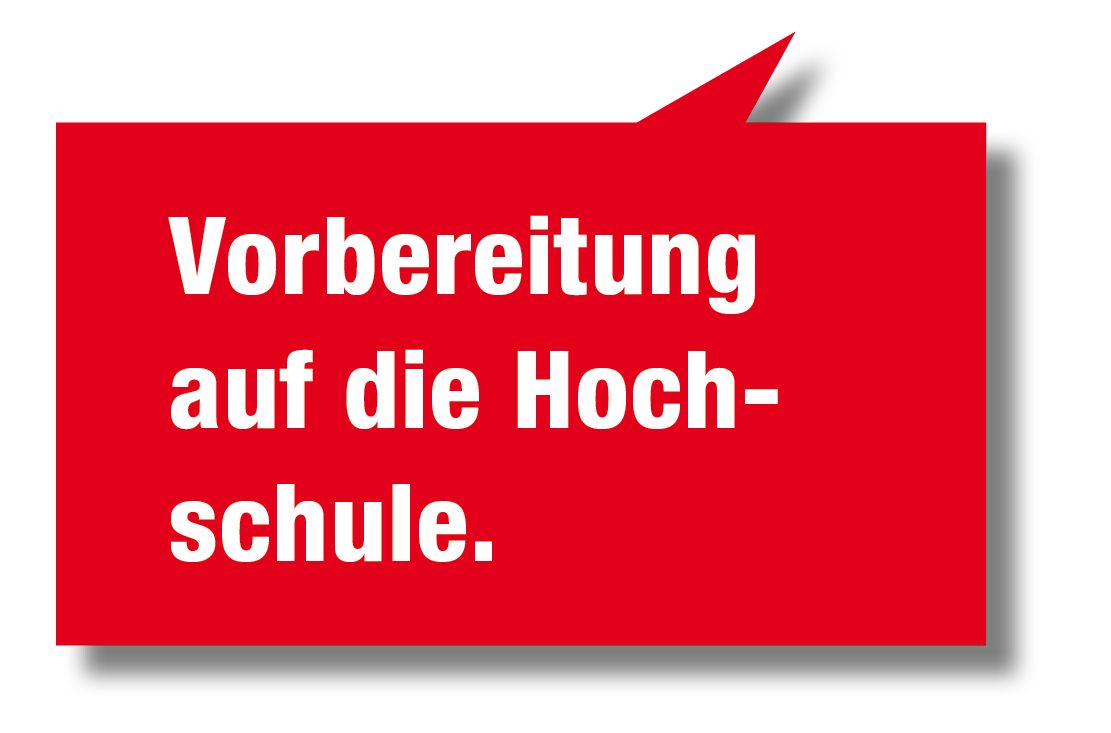 Vorbereitung
auf die Hoch-
schule.